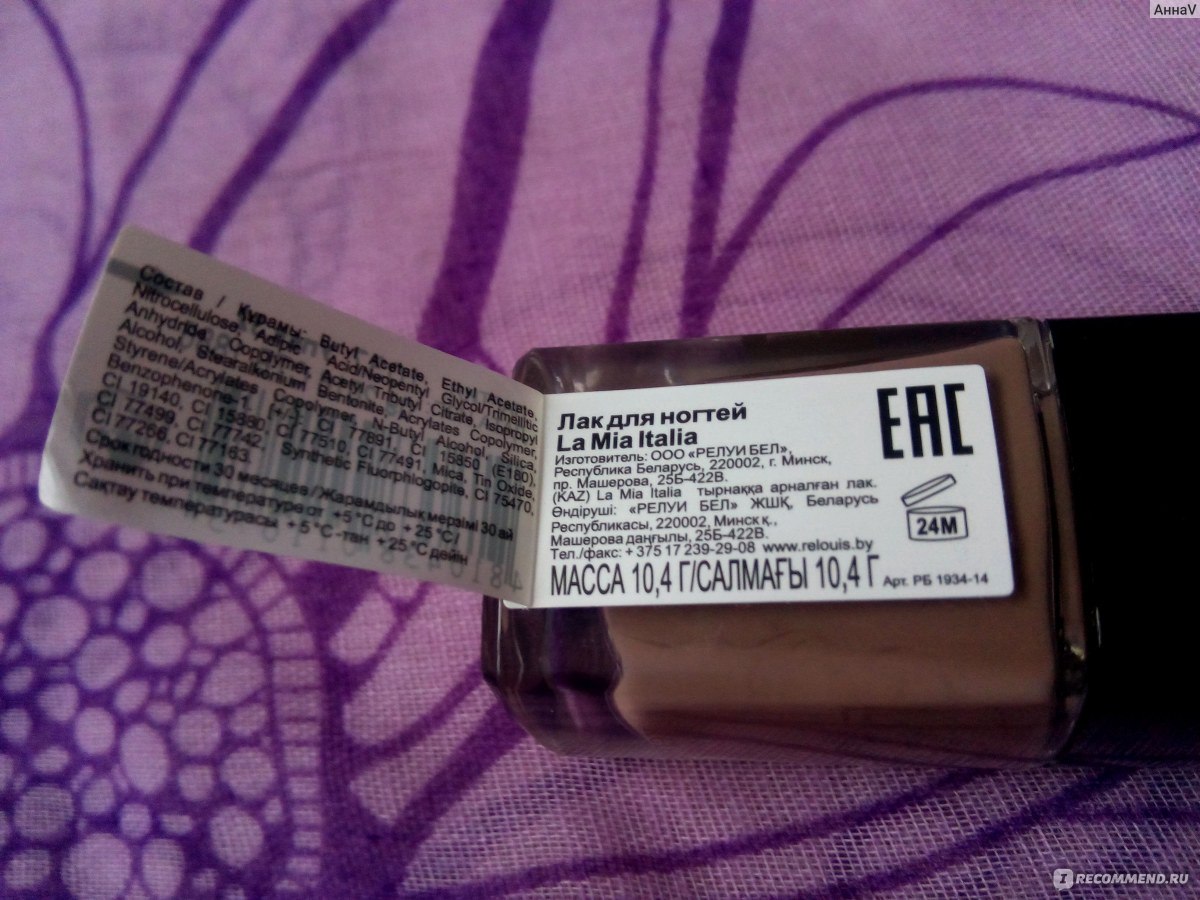 АннаV
Состав / Құрамы: Butyl Acetate, Ethyl Acetate,
Nitrocellulose, Adipic Acid/Neopentyl Glycol/Trimellitic
Anhydride Copolymer, Acetyl Tributyl Citrate, Isopropyl
Alcohol, Stearalkonium Bentonite, Acrylates Copolymer,
Styrene/Acrylates Copolymer, N-Butyl Alcohol, Silica,
Benzophenone-1 (+/-): CI 77891, CI 15850 (E180),
CI 19140, CI 15880, CI 77510, CI 77491, Mica, Tin Oxide,
CI 77499, CI 77742, Synthetic Fluorphlogopite, CI 75470,
CI 77266, CI 77163.
Срок годности 30 месяцев / Жарамдылық мерзімі 30 ай
Хранить при температуре от +5 °C до +25 °C /
Сақтау температурасы +5 °C -тан +25 °C дейін
Лак для ногтей
La Mia Italia
Изготовитель: ООО «РЕЛУИ БЕЛ»,
Республика Беларусь, 220002, г. Минск,
пр. Машерова, 25Б-422В.
(KAZ) La Mia Italia тырнаққа арналған лак.
Өндіруші: «РЕЛУИ БЕЛ» ЖШҚ, Беларусь
Республикасы, 220002, Минск қ.,
Машерова даңғылы, 25Б-422В.
Тел./факс: + 375 17 239-29-08 www.relouis.by
МАССА 10,4 Г/САЛМАҒЫ 10,4 Г Арт. РБ 1934-14
EAC
24M
IRECOMMEND.RU